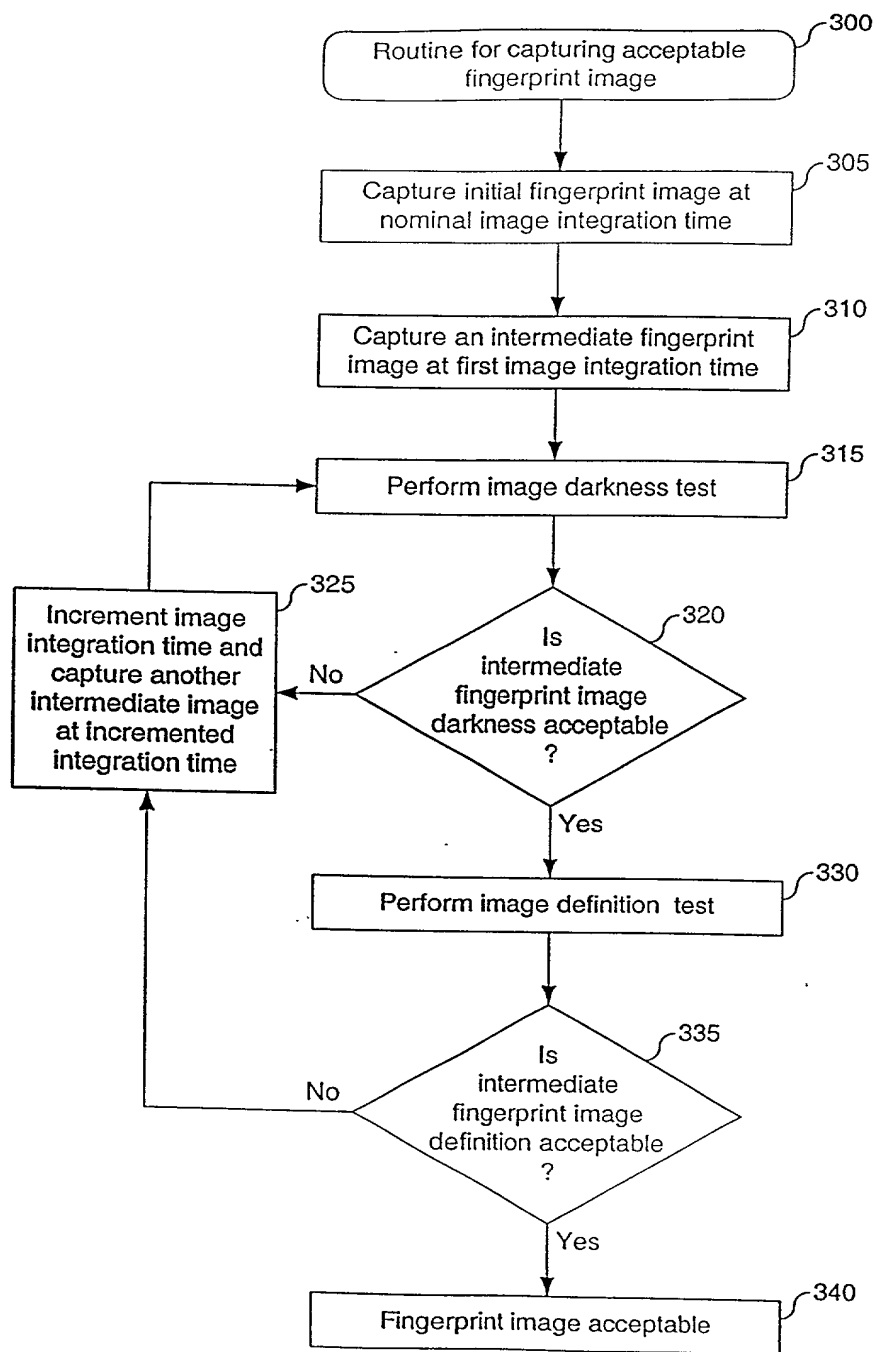 300
Routine for capturing acceptable
fingerprint image
305
Capture initial fingerprint image at
nominal image integration time
310
Capture an intermediate fingerprint
image at first image integration time
315
Perform image darkness test
325
Increment image
integration time and
capture another
intermediate image
at incremented
integration time
320
Is
intermediate
fingerprint image
darkness acceptable
?
No
Yes
330
Perform image definition test
335
Is
intermediate
fingerprint image
definition acceptable
?
No
Yes
340
Fingerprint image acceptable